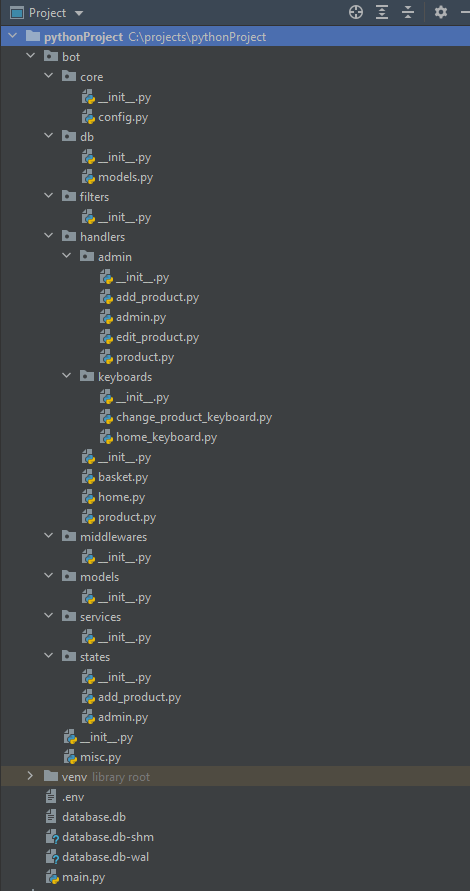 Project
pythonProject C:\projects\pythonProject
bot
core
__init__.py
config.py
db
__init__.py
models.py
filters
__init__.py
handlers
admin
__init__.py
add_product.py
admin.py
edit_product.py
product.py
keyboards
__init__.py
change_product_keyboard.py
home_keyboard.py
__init__.py
basket.py
home.py
product.py
middlewares
__init__.py
models
__init__.py
services
__init__.py
states
__init__.py
add_product.py
admin.py
__init__.py
misc.py
venv library root
.env
database.db
database.db-shm
database.db-wal
main.py